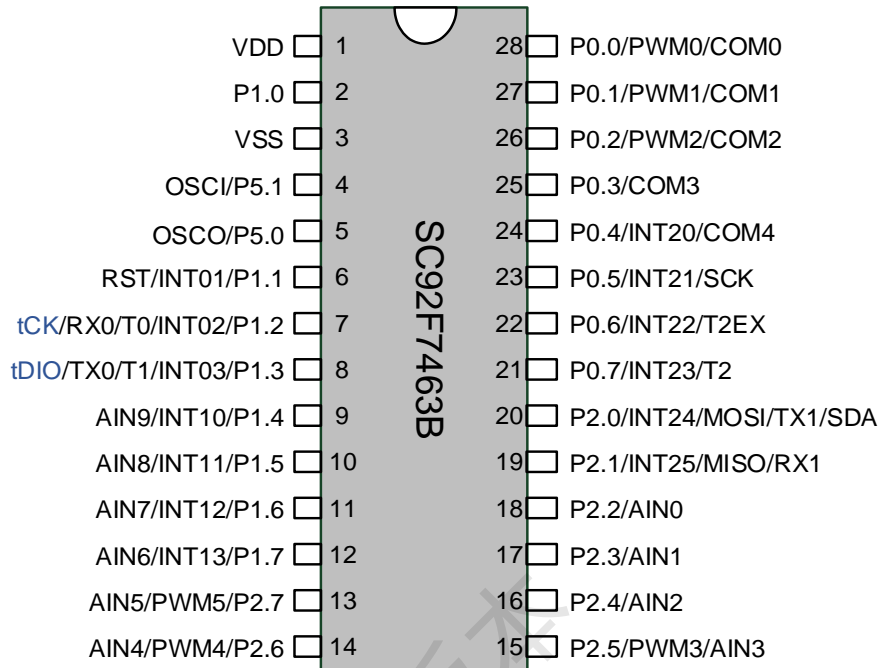 VDD 1 28 P0.0/PWM0/COM0
P1.0 2 27 P0.1/PWM1/COM1
VSS 3 26 P0.2/PWM2/COM2
OSCI/P5.1 4 25 P0.3/COM3
OSCO/P5.0 5 24 P0.4/INT20/COM4
RST/INT01/P1.1 6 23 P0.5/INT21/SCK
tCK/RX0/T0/INT02/P1.2 7 22 P0.6/INT22/T2EX
tDIO/TX0/T1/INT03/P1.3 8 21 P0.7/INT23/T2
AIN9/INT10/P1.4 9 20 P2.0/INT24/MOSI/TX1/SDA
AIN8/INT11/P1.5 10 19 P2.1/INT25/MISO/RX1
AIN7/INT12/P1.6 11 18 P2.2/AIN0
AIN6/INT13/P1.7 12 17 P2.3/AIN1
AIN5/PWM5/P2.7 13 16 P2.4/AIN2
AIN4/PWM4/P2.6 14 15 P2.5/PWM3/AIN3
SC92F7463B
本